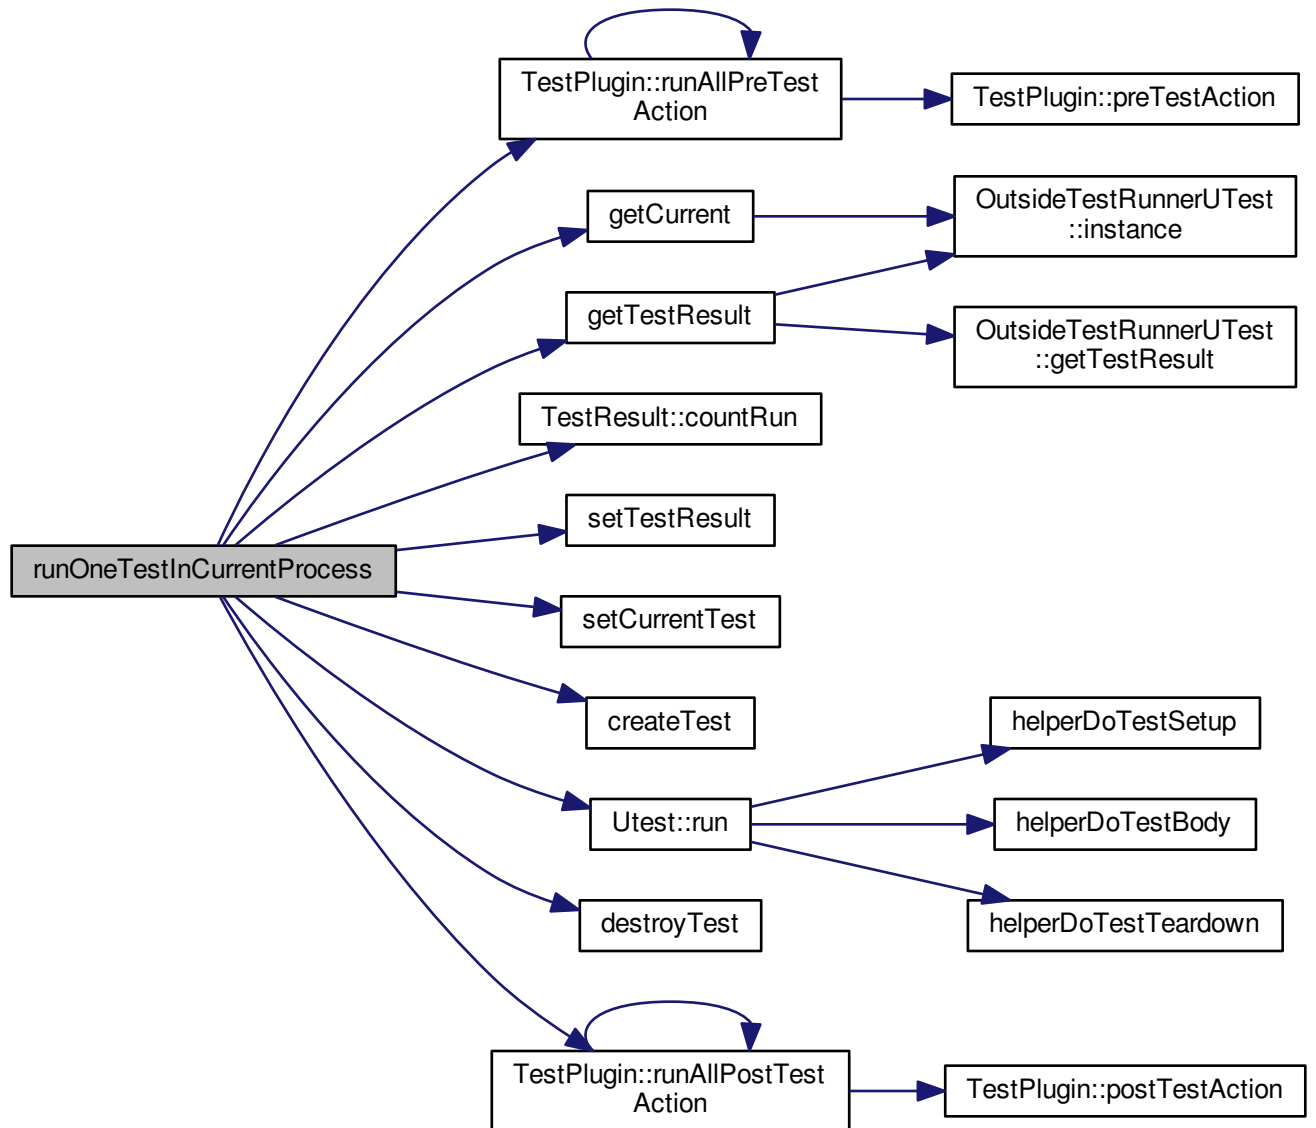 runOneTestInCurrentProcess
TestPlugin::runAllPreTest
Action
TestPlugin::preTestAction
getCurrent
OutsideTestRunnerUTest
::instance
getTestResult
OutsideTestRunnerUTest
::getTestResult
TestResult::countRun
setTestResult
setCurrentTest
createTest
Utest::run
helperDoTestSetup
helperDoTestBody
helperDoTestTeardown
destroyTest
TestPlugin::runAllPostTest
Action
TestPlugin::postTestAction